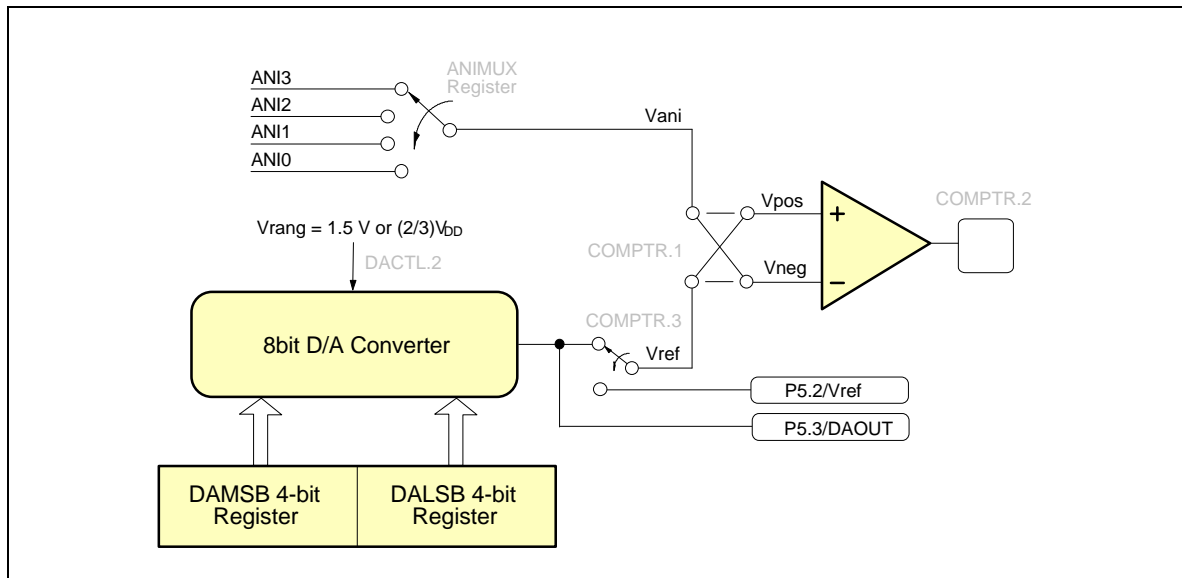 ANI3
ANI2
ANI1
ANI0
ANIMUX
Register
Vani
Vrang = 1.5 V or (2/3)VDD
DACTL.2
COMPTR.1
Vpos
Vneg
+
−
COMPTR.2
8bit D/A Converter
COMPTR.3
Vref
P5.2/Vref
P5.3/DAOUT
DAMSB 4-bit
Register
DALSB 4-bit
Register